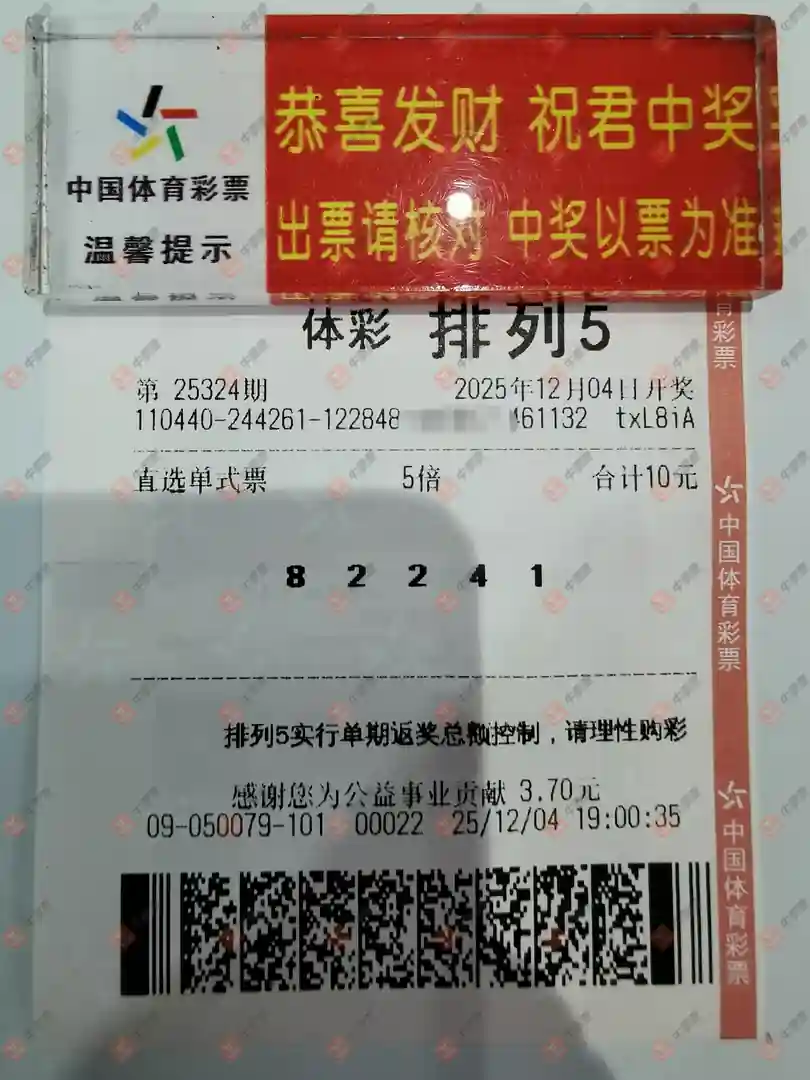 中国体育彩票
温馨提示
恭喜发财 祝君中奖
出票请核对 中奖以票为准
体彩 排列5
第 25324期 2025年12月04日开奖
110440-244261-122848 461132 txL8iA
直选单式票 5倍 合计10元
8 2 2 4 1
排列5实行单期返奖总额控制，请理性购彩
感谢您为公益事业贡献 3.70元
09-050079-101 00022 25/12/04 19:00:35
育彩票
中国体育彩票
中国体育彩票